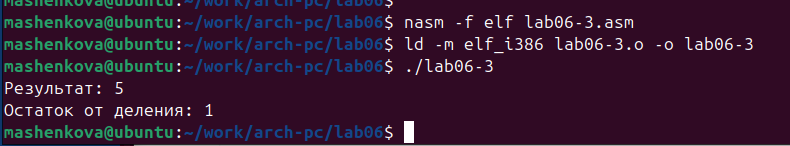 mashenkova@ubuntu:~/work/arch-pc/lab06$ nasm -f elf lab06-3.asm
mashenkova@ubuntu:~/work/arch-pc/lab06$ ld -m elf_i386 lab06-3.o -o lab06-3
mashenkova@ubuntu:~/work/arch-pc/lab06$ ./lab06-3
Результат: 5
Остаток от деления: 1
mashenkova@ubuntu:~/work/arch-pc/lab06$